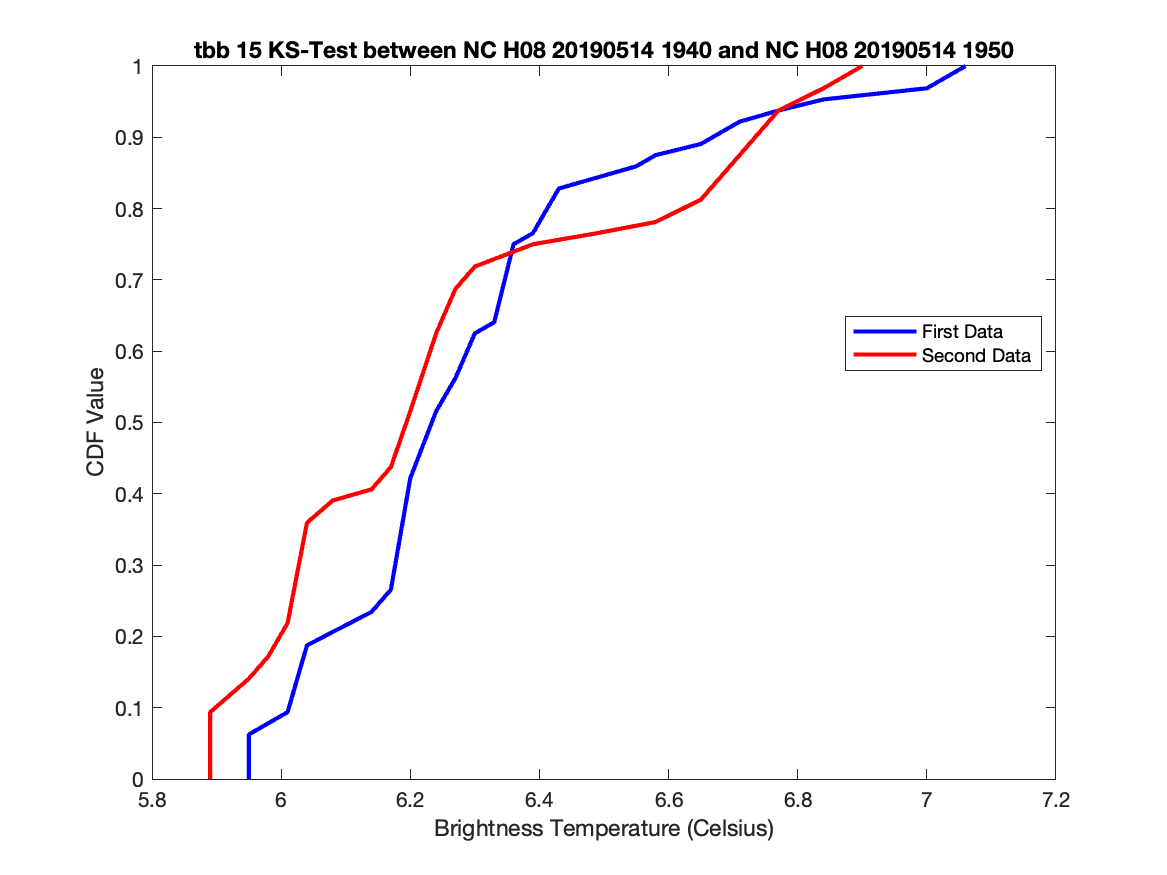 tbb 15 KS-Test between NC H08 20190514 1940 and NC H08 20190514 1950
1
0.9
0.8
0.7
0.6
0.5
0.4
0.3
0.2
0.1
0
CDF Value
First Data
Second Data
5.8 6 6.2 6.4 6.6 6.8 7 7.2
Brightness Temperature (Celsius)